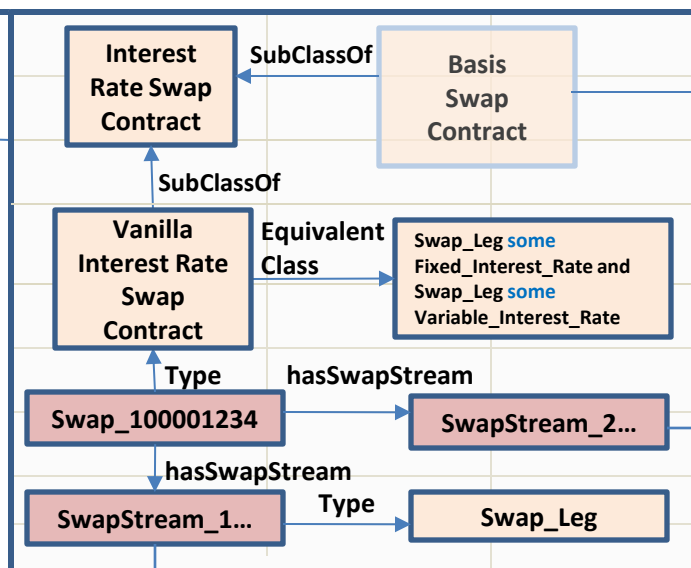 Interest
Rate Swap
Contract
SubClassOf
Basis
Swap
Contract
SubClassOf
Vanilla
Interest Rate
Swap
Contract
Equivalent
Class
Swap_Leg some
Fixed_Interest_Rate and
Swap_Leg some
Variable_Interest_Rate
Type
hasSwapStream
Swap_100001234
SwapStream_2...
hasSwapStream
SwapStream_1...
Type
Swap_Leg